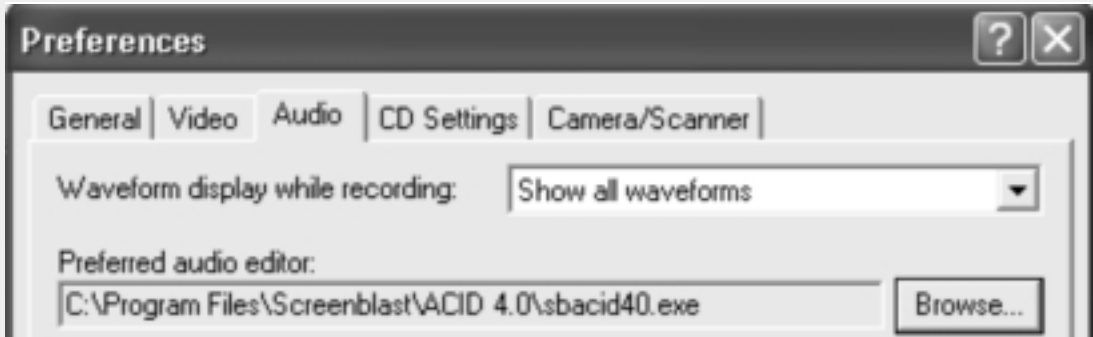 Preferences
General Video Audio CD Settings Camera/Scanner
Waveform display while recording: Show all waveforms
Preferred audio editor:
C:\Program Files\Screenblast\ACID 4.0\sbacid40.exe Browse...